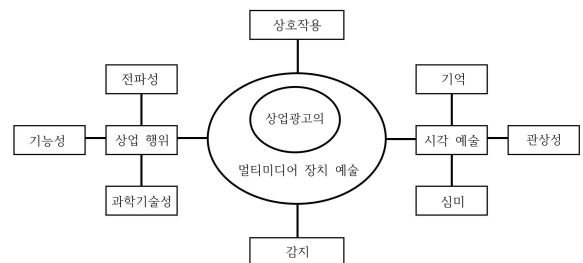 상호작용
전파성
기억
상업광고의
기능성
상업 행위
시각 예술
관상성
멀티미디어 장치 예술
과학기술성
심미
감지